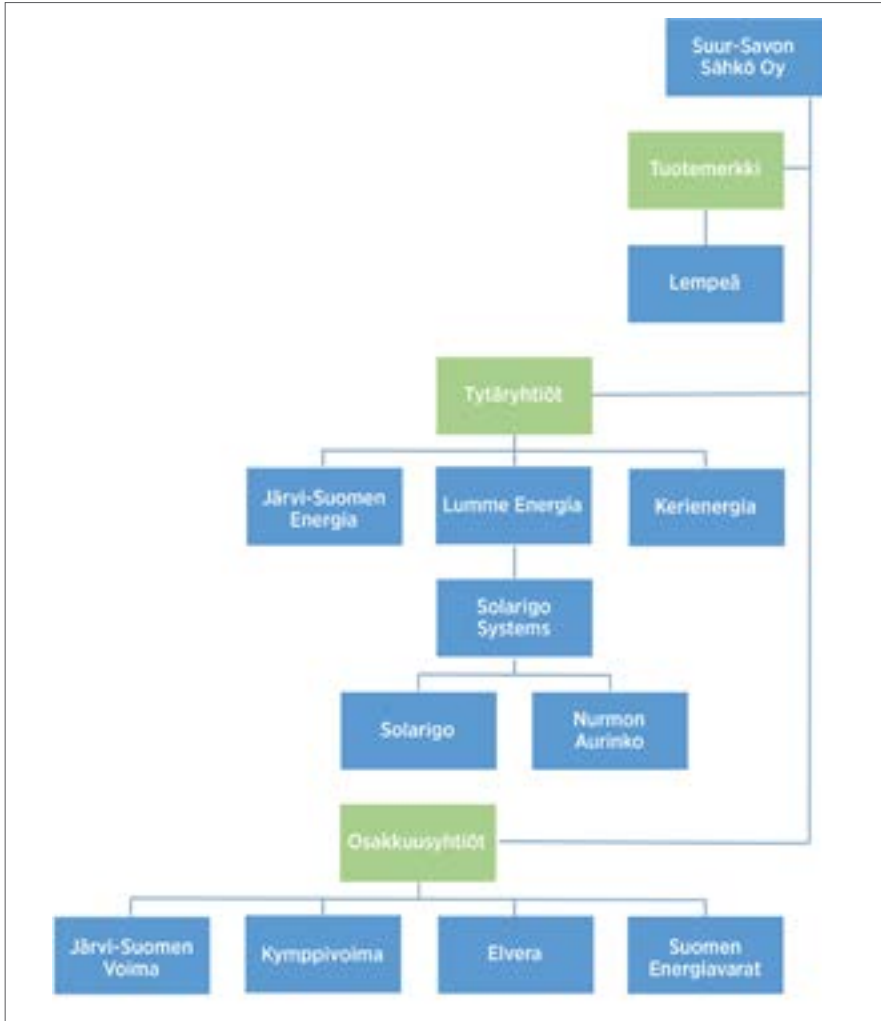 Suur-Savon
Sähkö Oy
Tuotemerkki
Lempeä
Tytäryhtiöt
Järvi-Suomen
Energia
Lumme Energia
Kerienergia
Solarigo
Systems
Solarigo
Nurmon
Aurinko
Osakkuusyhtiöt
Järvi-Suomen
Voima
Kymppivoima
Elvera
Suomen
Energiavarat